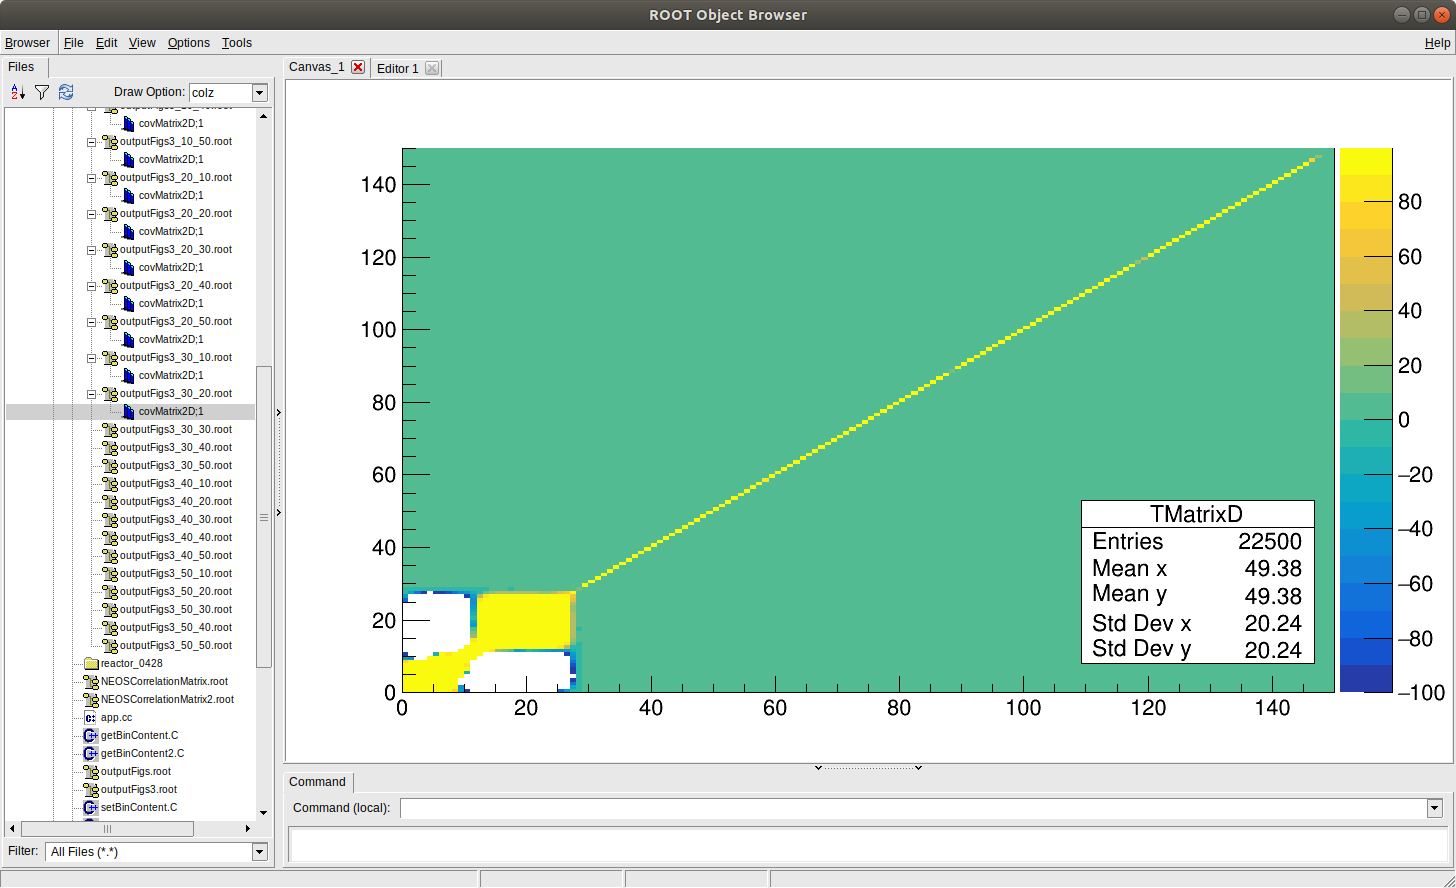 ROOT Object Browser
Browser File Edit View Options Tools Help
Files
Draw Option: colz
covMatrix2D;1
outputFigs3_10_50.root
covMatrix2D;1
outputFigs3_20_10.root
covMatrix2D;1
outputFigs3_20_20.root
covMatrix2D;1
outputFigs3_20_30.root
covMatrix2D;1
outputFigs3_20_40.root
covMatrix2D;1
outputFigs3_20_50.root
covMatrix2D;1
outputFigs3_30_10.root
covMatrix2D;1
outputFigs3_30_20.root
covMatrix2D;1
outputFigs3_30_30.root
outputFigs3_30_40.root
outputFigs3_30_50.root
outputFigs3_40_10.root
outputFigs3_40_20.root
outputFigs3_40_30.root
outputFigs3_40_40.root
outputFigs3_40_50.root
outputFigs3_50_10.root
outputFigs3_50_20.root
outputFigs3_50_30.root
outputFigs3_50_40.root
outputFigs3_50_50.root
reactor_0428
NEOSCorrelationMatrix.root
NEOSCorrelationMatrix2.root
app.cc
getBinContent.C
getBinContent2.C
outputFigs.root
outputFigs3.root
setBinContent.C
Filter: All Files (*.*)
Canvas_1 Editor 1
140
120
100
80
60
40
20
0
0 20 40 60 80 100 120 140
TMatrixD
Entries 22500
Mean x 49.38
Mean y 49.38
Std Dev x 20.24
Std Dev y 20.24
80
60
40
20
0
−20
−40
−60
−80
−100
Command
Command (local):